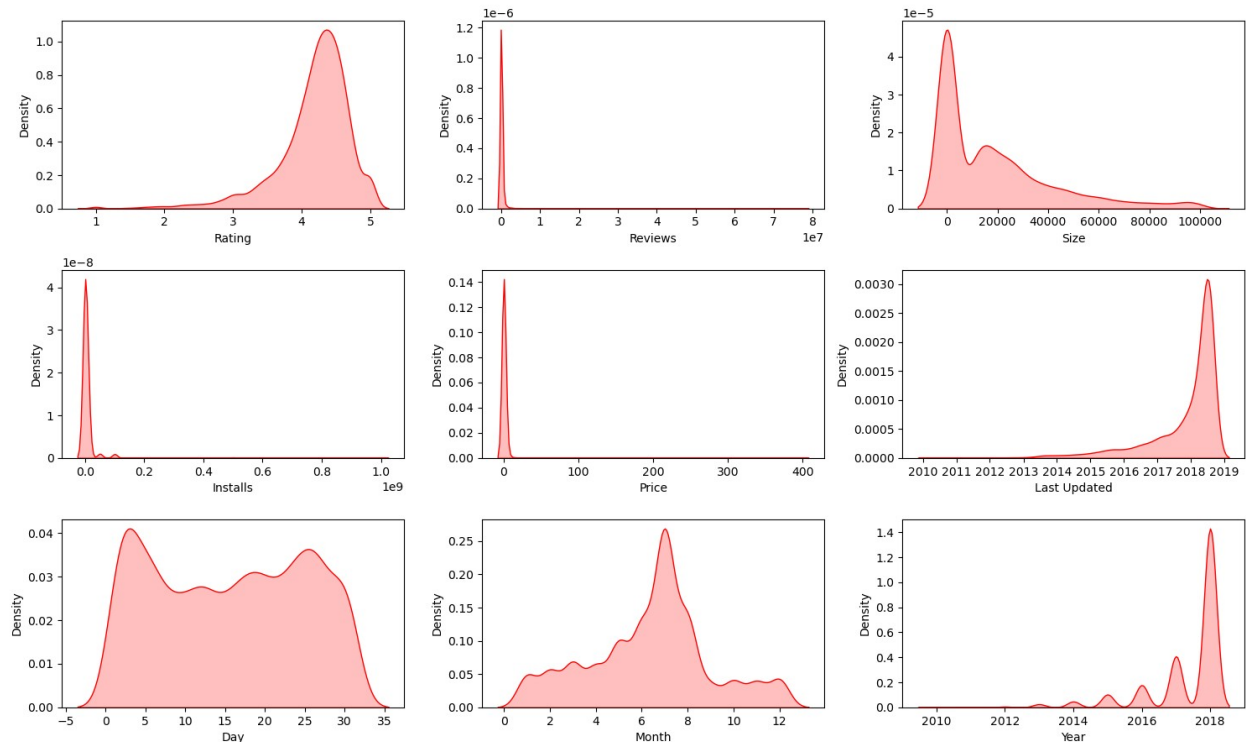 1.0
0.8
0.6
0.4
0.2
0.0
Density
1 2 3 4 5
Rating
1e-6
1.2
1.0
0.8
0.6
0.4
0.2
0.0
Density
0 1 2 3 4 5 6 7 8
1e7
Reviews
1e-5
4
3
2
1
0
Density
0 20000 40000 60000 80000 100000
Size
1e-8
4
3
2
1
0
Density
0.0 0.2 0.4 0.6 0.8 1.0
1e9
Installs
0.14
0.12
0.10
0.08
0.06
0.04
0.02
0.00
Density
0 100 200 300 400
Price
0.0030
0.0025
0.0020
0.0015
0.0010
0.0005
0.0000
Density
2010 2011 2012 2013 2014 2015 2016 2017 2018 2019
Last Updated
0.04
0.03
0.02
0.01
0.00
Density
−5 0 5 10 15 20 25 30 35
Day
0.25
0.20
0.15
0.10
0.05
0.00
Density
0 2 4 6 8 10 12
Month
1.4
1.2
1.0
0.8
0.6
0.4
0.2
0.0
Density
2010 2012 2014 2016 2018
Year